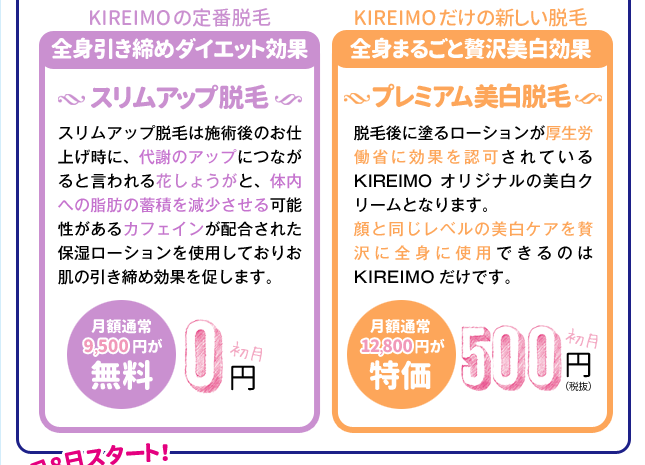 KIREIMOの定番脱毛
全身引き締めダイエット効果
スリムアップ脱毛
スリムアップ脱毛は施術後のお仕
上げ時に、代謝のアップにつなが
ると言われる花しょうがと、体内
への脂肪の蓄積を減少させる可能
性があるカフェインが配合された
保湿ローションを使用しておりお
肌の引き締め効果を促します。
月額通常
9,500円が
無料
初月
0円
KIREIMOだけの新しい脱毛
全身まるごと贅沢美白効果
プレミアム美白脱毛
脱毛後に塗るローションが厚生労
働省に効果を認可されている
KIREIMO オリジナルの美白ク
リームとなります。
顔と同じレベルの美白ケアを贅
沢に全身に使用できるのは
KIREIMOだけです。
月額通常
12,800円が
特価
初月
500円
(税抜)
8日スタート!